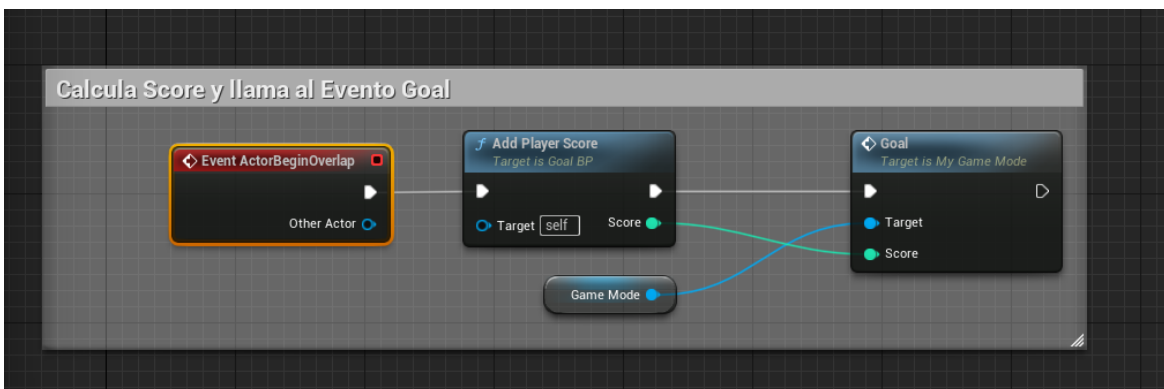 Calcula Score y llama al Evento Goal
Event ActorBeginOverlap
Other Actor
f Add Player Score
Target is Goal BP
Target self
Score
Game Mode
Goal
Target is My Game Mode
Target
Score